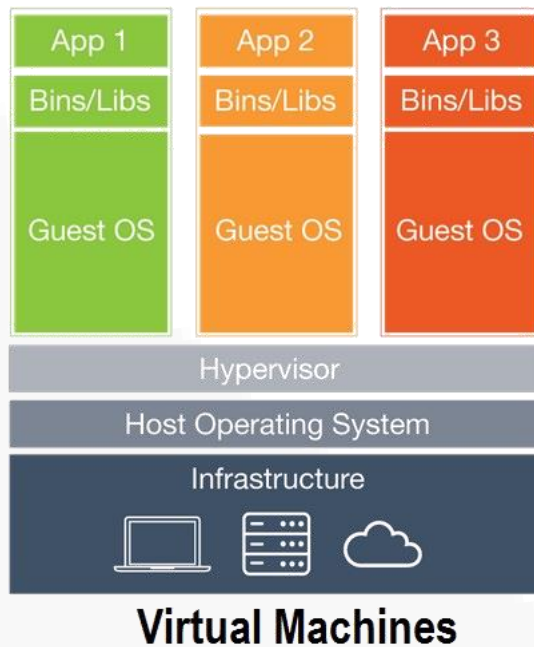 App 1
App 2
App 3
Bins/Libs
Bins/Libs
Bins/Libs
Guest OS
Guest OS
Guest OS
Hypervisor
Host Operating System
Infrastructure
Virtual Machines